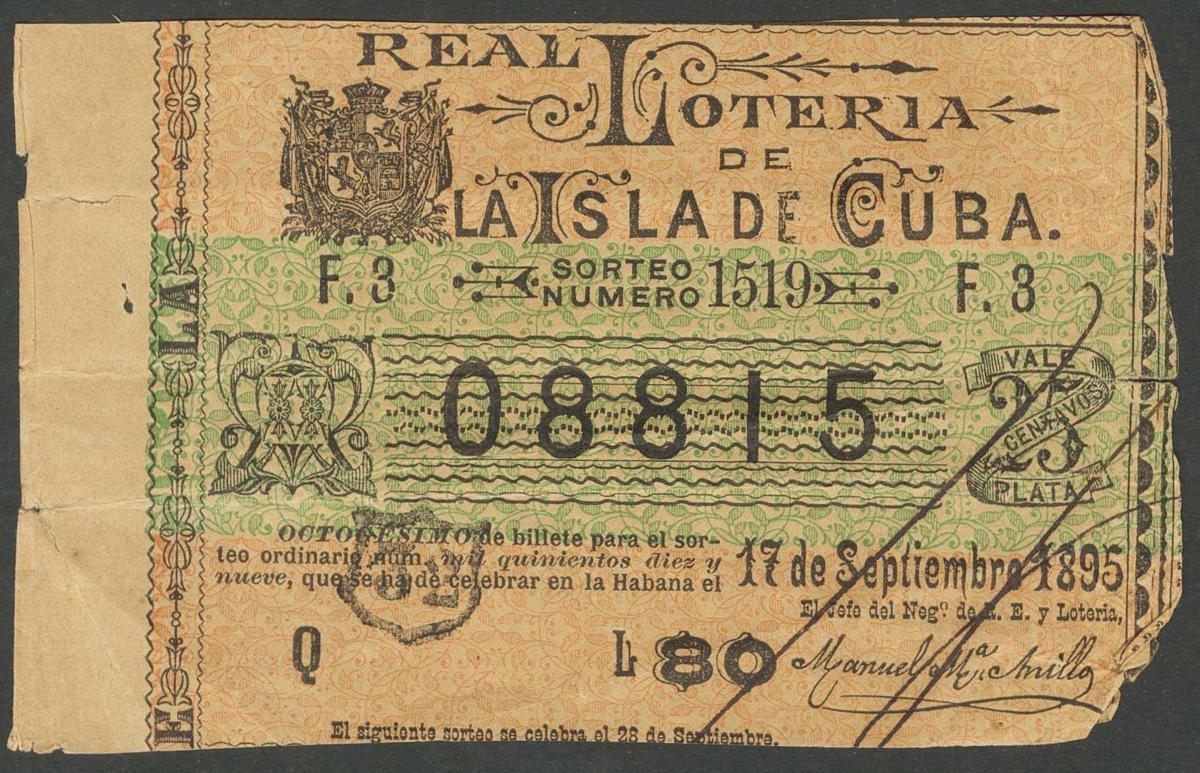 REAL LOTERIA
DE
LA ISLA DE CUBA.
F. 3 SORTEO NUMERO 1519 F. 3
LA
08815
VALE
25
CENTAVOS
PLATA
OCTOGESIMO de billete para el sor-
teo ordinario num. mil quinientos diez y
nueve, que se ha de celebrar en la Habana el
17 de Septiembre 1895
El Jefe del Negº. de R. E. y Loteria,
Q L 80 Manuel Mª. Anillo
El siguiente sorteo se celebra el 28 de Septiembre.